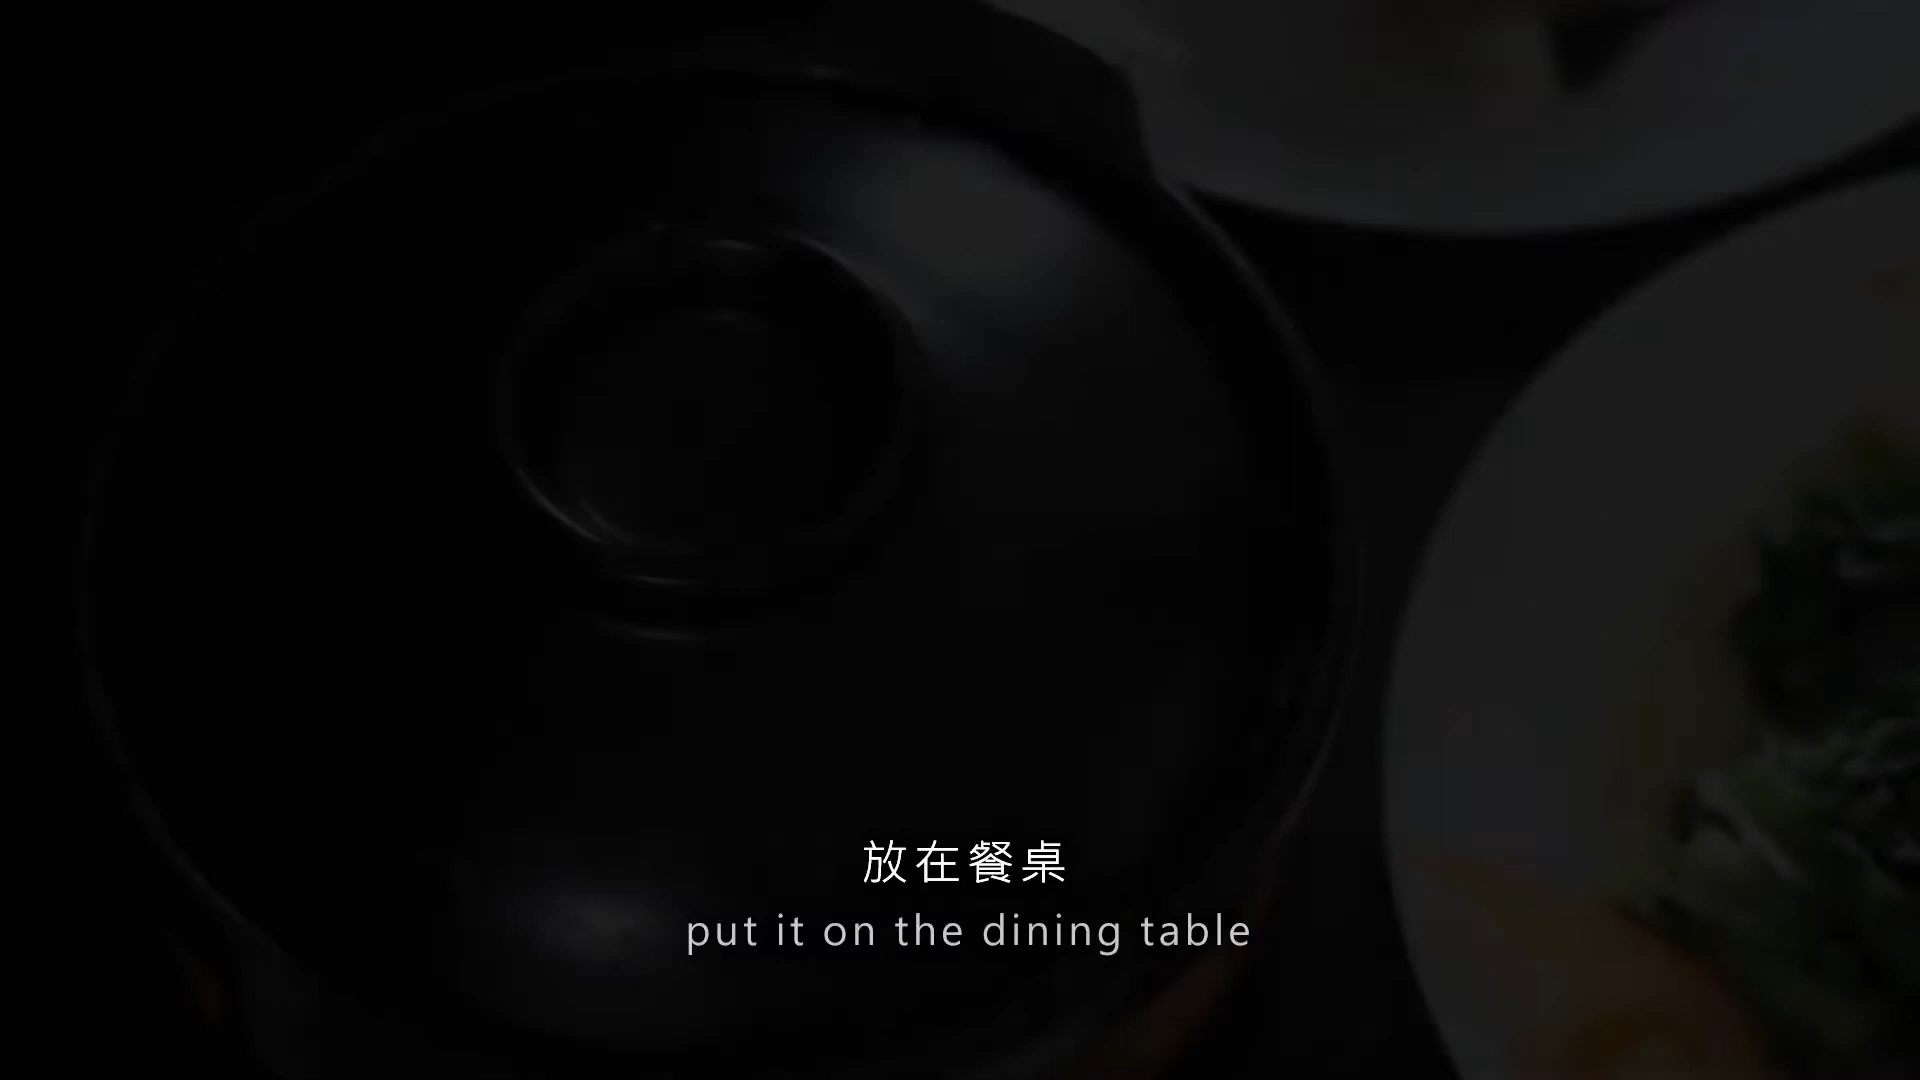 放在餐桌
put it on the dining table